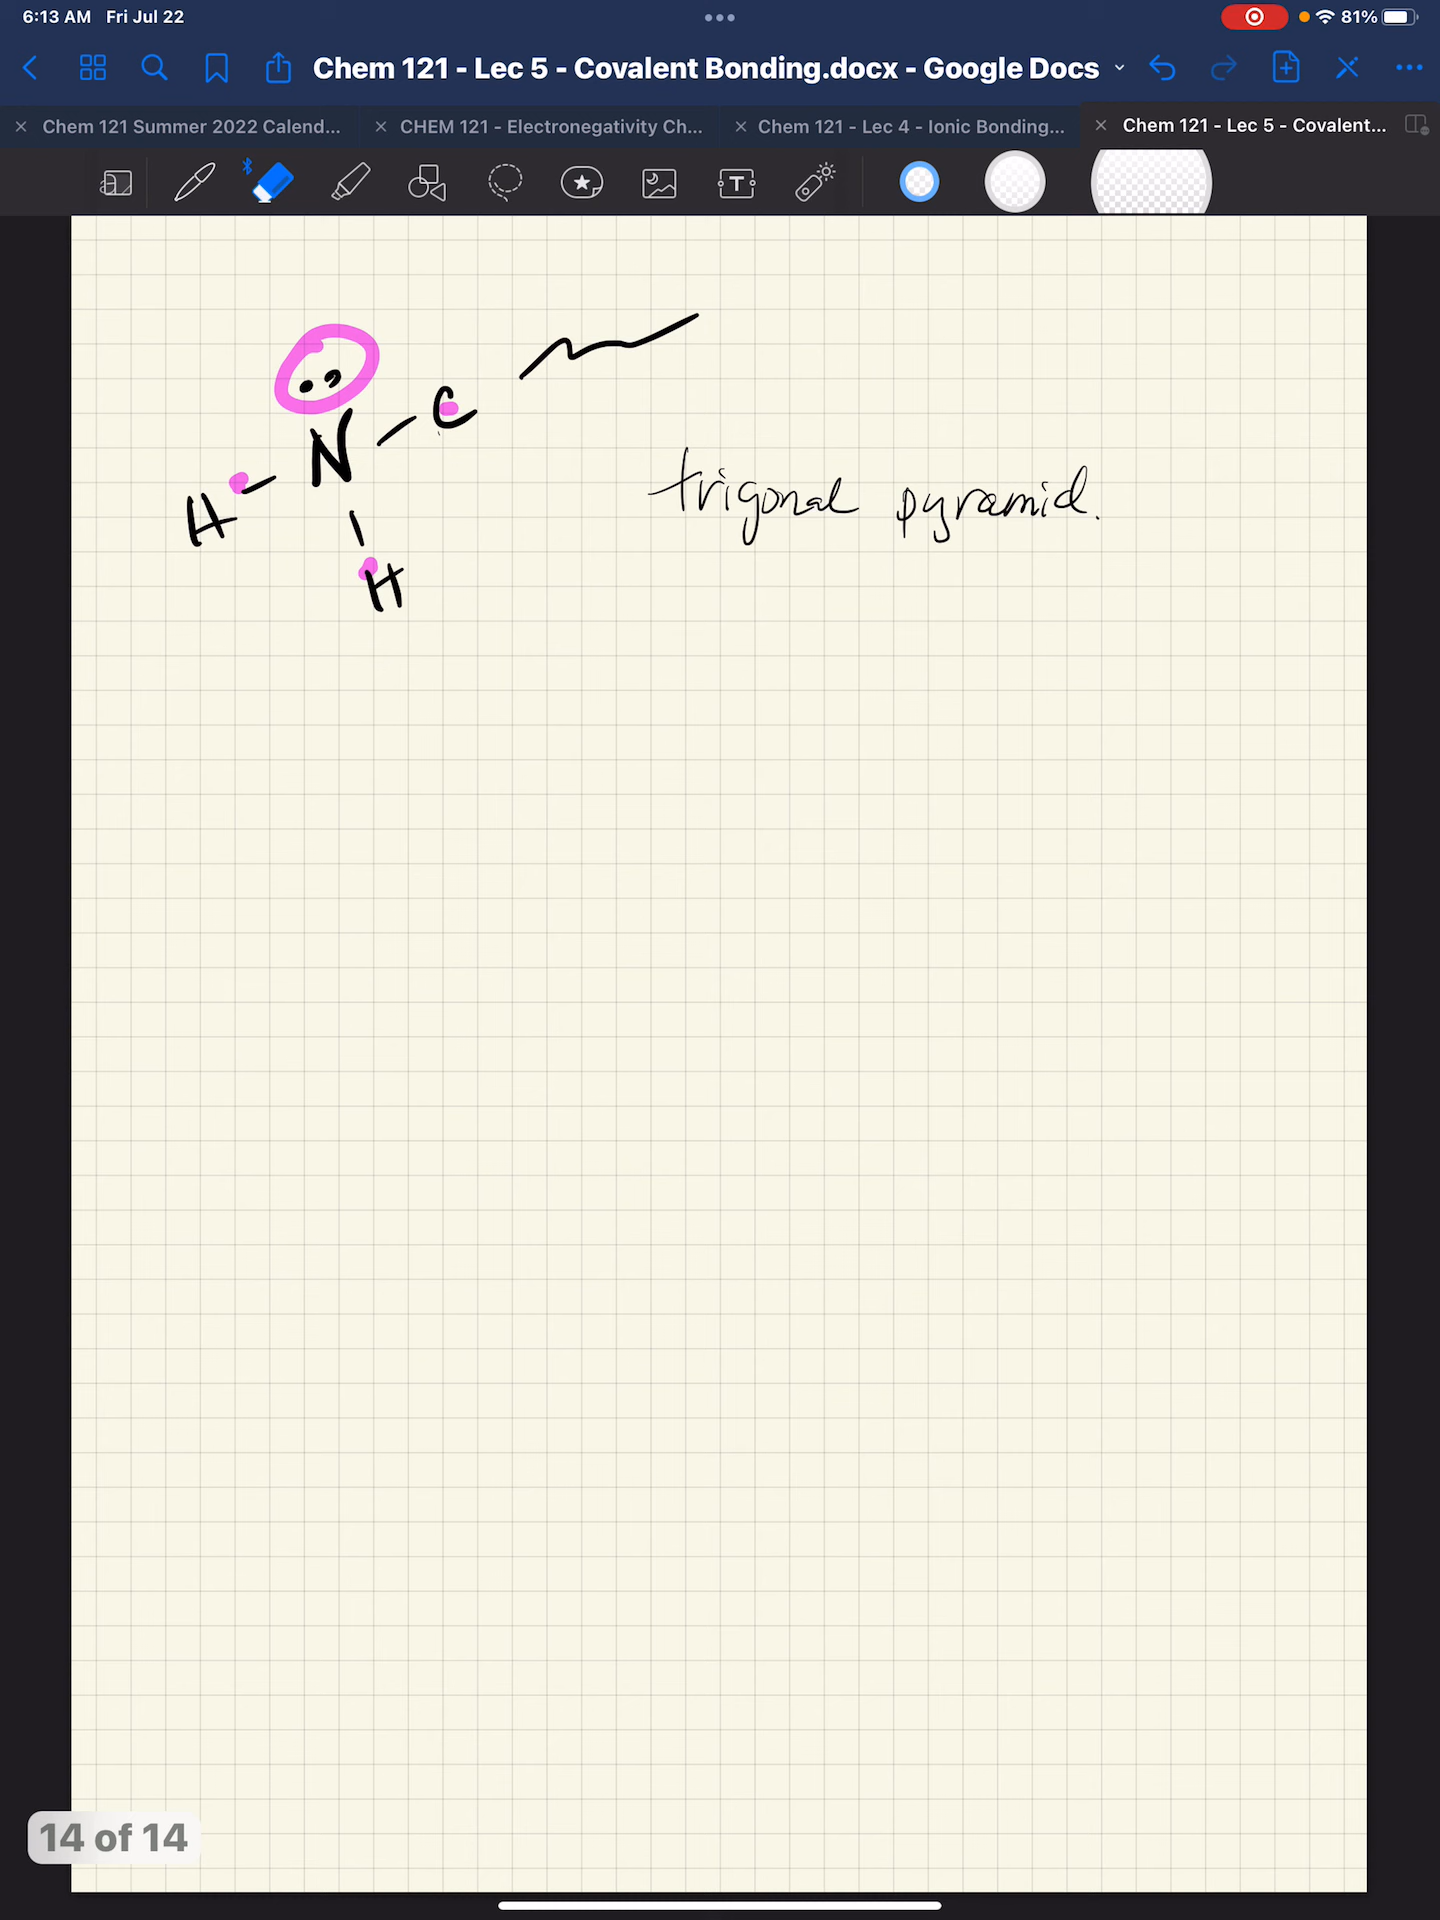 6:13 AM Fri Jul 22
81%
Chem 121 - Lec 5 - Covalent Bonding.docx - Google Docs
Chem 121 Summer 2022 Calend...
CHEM 121 - Electronegativity Ch...
Chem 121 - Lec 4 - Ionic Bonding...
Chem 121 - Lec 5 - Covalent...
T
C
N
H
H
trigonal pyramid.
14 of 14